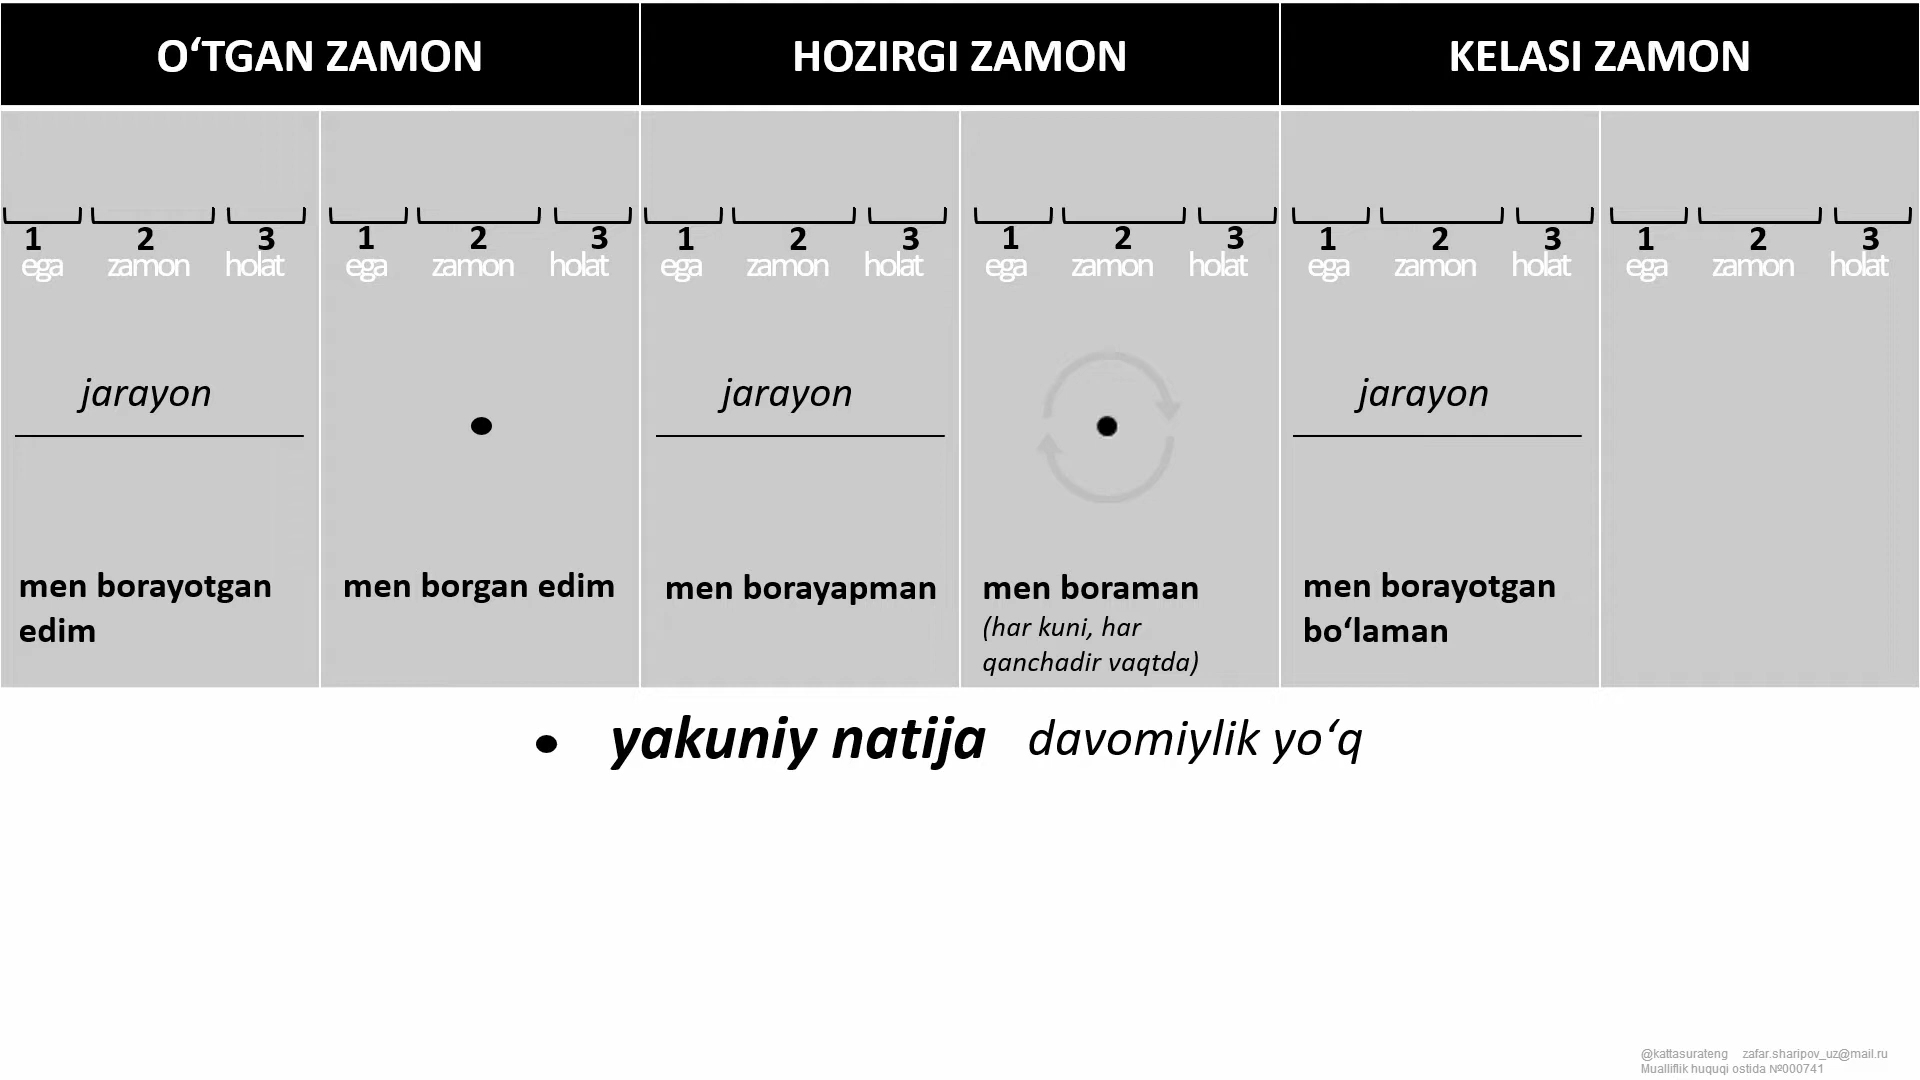 O‘TGAN ZAMON HOZIRGI ZAMON KELASI ZAMON
1 2 3 1 2 3 1 2 3 1 2 3 1 2 3 1 2 3
ega zamon holat ega zamon holat ega zamon holat ega zamon holat ega zamon holat ega zamon holat
jarayon jarayon jarayon
men borayotgan
edim
men borgan edim
men borayapman
men boraman
(har kuni, har
qanchadir vaqtda)
men borayotgan
bo‘laman
• yakuniy natija davomiylik yo‘q
@kattasurateng zafar.sharipov_uz@mail.ru
Mualliflik huquqi ostida №000741